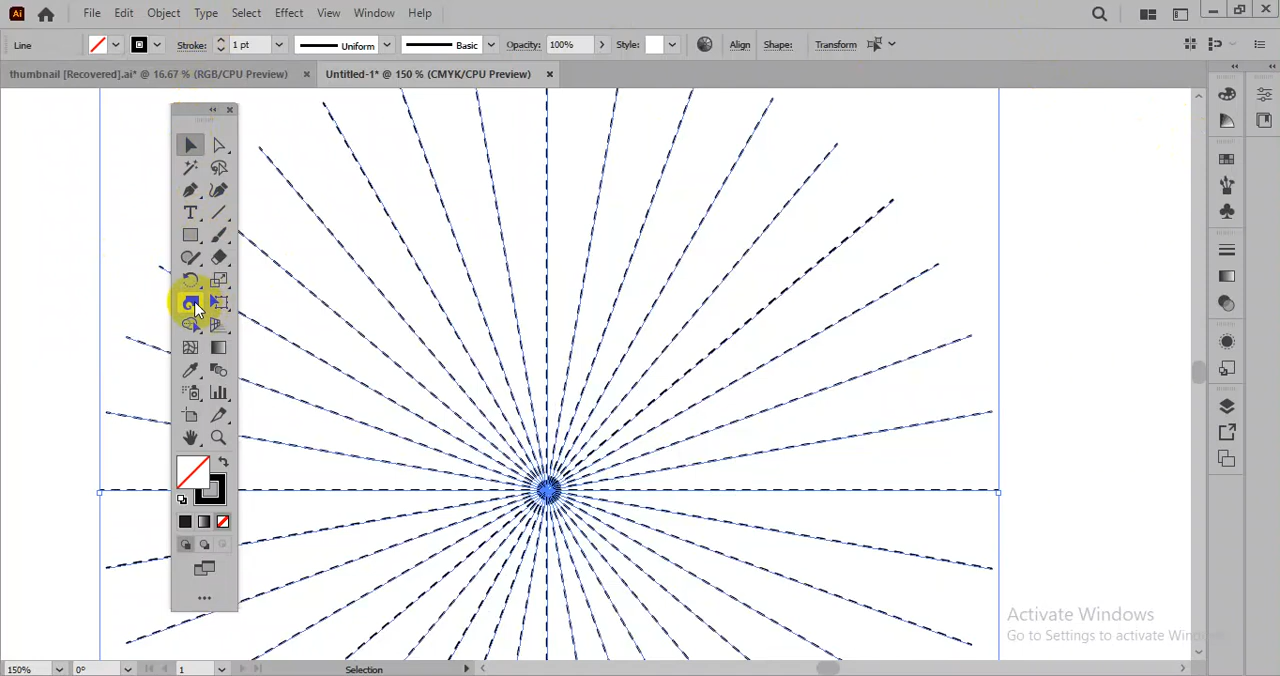 Ai File Edit Object Type Select Effect View Window Help
Line Stroke: 1 pt Uniform Basic Opacity: 100% Style: Align Shape: Transform
thumbnail [Recovered].ai* @ 16.67 % (RGB/CPU Preview) × Untitled-1* @ 150 % (CMYK/CPU Preview) ×
Activate Windows
Go to Settings to activate Win
150% 0° 1 Selection